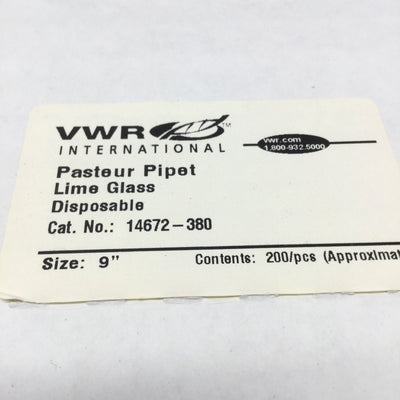 VWR™
INTERNATIONAL
vwr.com
1.800-932.5000
Pasteur Pipet
Lime Glass
Disposable
Cat. No.: 14672-380
Size: 9" Contents: 200/pcs (Approximat